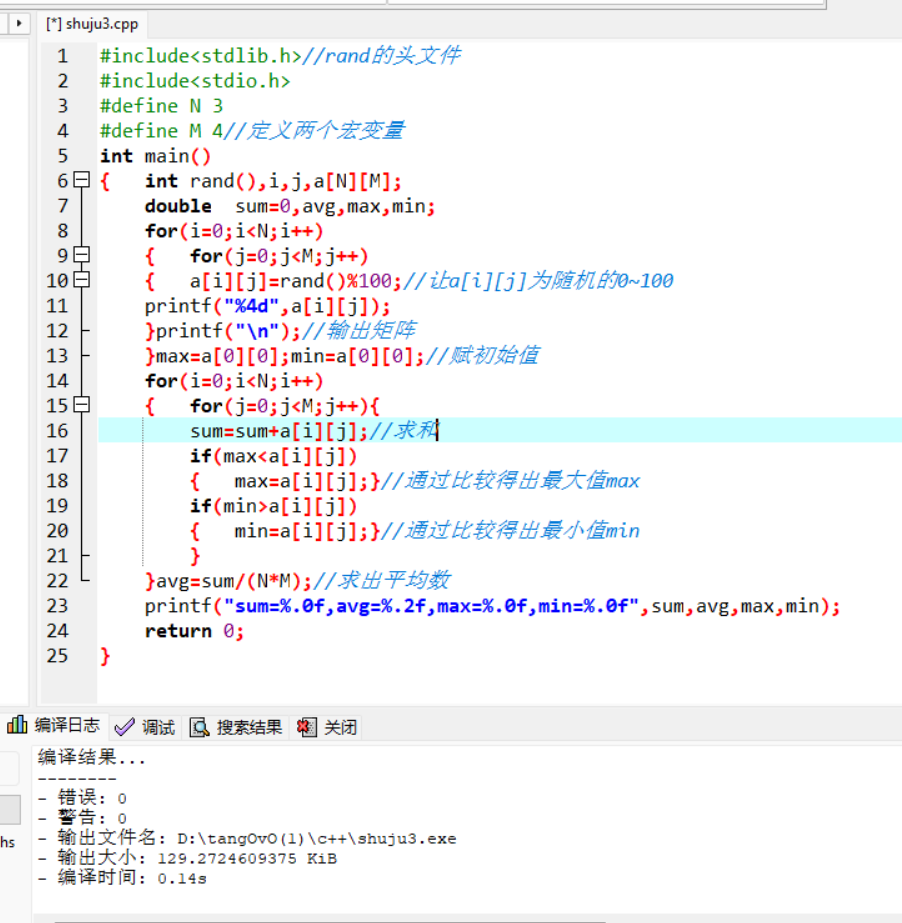 [*] shuju3.cpp
1 #include<stdlib.h>//rand的头文件
2 #include<stdio.h>
3 #define N 3
4 #define M 4//定义两个宏变量
5 int main()
6 {   int rand(),i,j,a[N][M];
7     double  sum=0,avg,max,min;
8     for(i=0;i<N;i++)
9     {   for(j=0;j<M;j++)
10     {   a[i][j]=rand()%100;//让a[i][j]为随机的0~100
11     printf("%4d",a[i][j]);
12     }printf("\n");//输出矩阵
13     }max=a[0][0];min=a[0][0];//赋初始值
14     for(i=0;i<N;i++)
15     {   for(j=0;j<M;j++){
16         sum=sum+a[i][j];//求和
17         if(max<a[i][j])
18         {   max=a[i][j];}//通过比较得出最大值max
19         if(min>a[i][j])
20         {   min=a[i][j];}//通过比较得出最小值min
21         }
22     }avg=sum/(N*M);//求出平均数
23     printf("sum=%.0f,avg=%.2f,max=%.0f,min=%.0f",sum,avg,max,min);
24     return 0;
25 }
编译日志 调试 搜索结果 关闭
编译结果...
--------
- 错误: 0
- 警告: 0
- 输出文件名: D:\tangOvO(1)\c++\shuju3.exe
- 输出大小: 129.2724609375 KiB
- 编译时间: 0.14s
hs